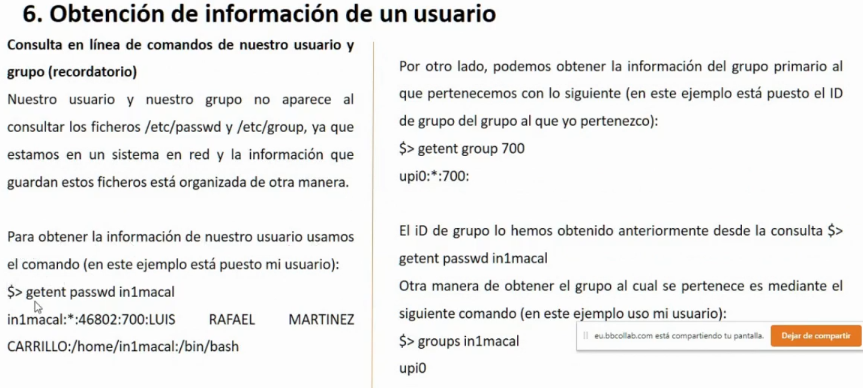 6. Obtención de información de un usuario
Consulta en línea de comandos de nuestro usuario y
grupo (recordatorio)
Nuestro usuario y nuestro grupo no aparece al
consultar los ficheros /etc/passwd y /etc/group, ya que
estamos en un sistema en red y la información que
guardan estos ficheros está organizada de otra manera.
Para obtener la información de nuestro usuario usamos
el comando (en este ejemplo está puesto mi usuario):
$> getent passwd in1macal
in1macal:*:46802:700:LUIS RAFAEL MARTINEZ
CARRILLO:/home/in1macal:/bin/bash
Por otro lado, podemos obtener la información del grupo primario al
que pertenecemos con lo siguiente (en este ejemplo está puesto el ID
de grupo del grupo al que yo pertenezco):
$> getent group 700
upi0:*:700:
El iD de grupo lo hemos obtenido anteriormente desde la consulta $>
getent passwd in1macal
Otra manera de obtener el grupo al cual se pertenece es mediante el
siguiente comando (en este ejemplo uso mi usuario):
$> groups in1macal
upi0
eu.bbcollab.com está compartiendo tu pantalla.
Dejar de compartir